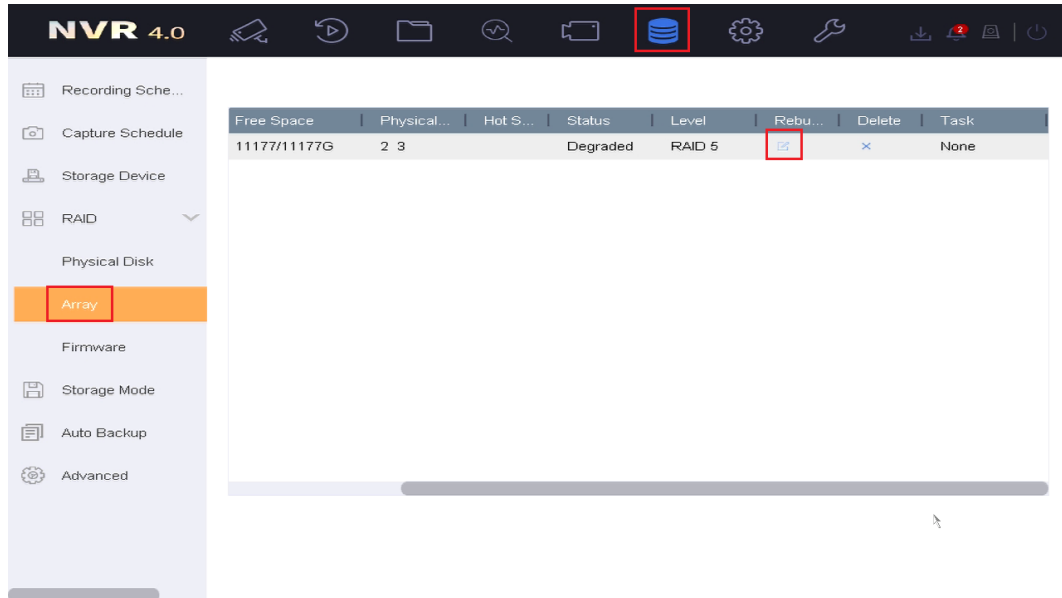 NVR 4.0
2
Recording Sche...
Capture Schedule
Storage Device
RAID
Physical Disk
Array
Firmware
Storage Mode
Auto Backup
Advanced
Free Space Physical... Hot S... Status Level Rebu... Delete Task
11177/11177G 2 3 Degraded RAID 5 None